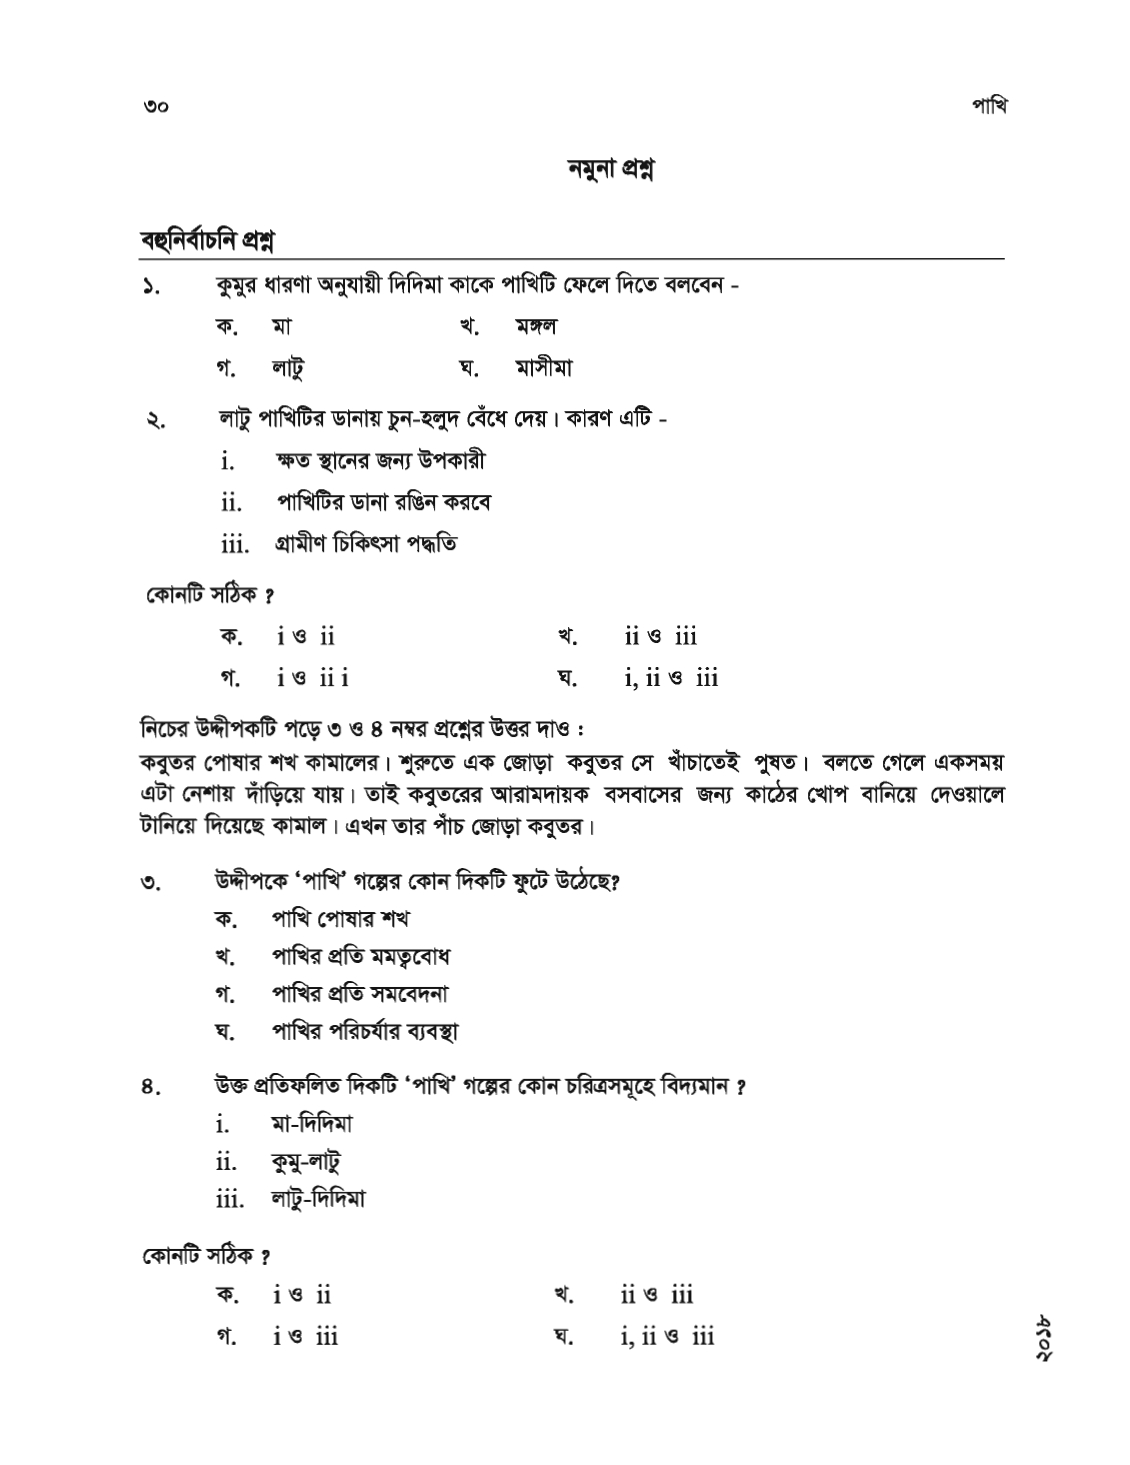 ৩০ পাখি
নমুনা প্রশ্ন
বহুনির্বাচনি প্রশ্ন
১. কুমুর ধারণা অনুযায়ী দিদিমা কাকে পাখিটি ফেলে দিতে বলবেন -
ক. মা খ. মঙ্গল
গ. লাটু ঘ. মাসীমা
২. লাটু পাখিটির ডানায় চুন-হলুদ বেঁধে দেয়। কারণ এটি -
i. ক্ষত স্থানের জন্য উপকারী
ii. পাখিটির ডানা রঙিন করবে
iii. গ্রামীণ চিকিৎসা পদ্ধতি
কোনটি সঠিক ?
ক. i ও ii খ. ii ও iii
গ. i ও ii i ঘ. i, ii ও iii
নিচের উদ্দীপকটি পড়ে ৩ ও ৪ নম্বর প্রশ্নের উত্তর দাও :
কবুতর পোষার শখ কামালের। শুরুতে এক জোড়া কবুতর সে খাঁচাতেই পুষত। বলতে গেলে একসময়
এটা নেশায় দাঁড়িয়ে যায়। তাই কবুতরের আরামদায়ক বসবাসের জন্য কাঠের খোপ বানিয়ে দেওয়ালে
টানিয়ে দিয়েছে কামাল। এখন তার পাঁচ জোড়া কবুতর।
৩. উদ্দীপকে ‘পাখি’ গল্পের কোন দিকটি ফুটে উঠেছে?
ক. পাখি পোষার শখ
খ. পাখির প্রতি মমত্ববোধ
গ. পাখির প্রতি সমবেদনা
ঘ. পাখির পরিচর্যার ব্যবস্থা
৪. উক্ত প্রতিফলিত দিকটি ‘পাখি’ গল্পের কোন চরিত্রসমূহে বিদ্যমান ?
i. মা-দিদিমা
ii. কুমু-লাটু
iii. লাটু-দিদিমা
কোনটি সঠিক ?
ক. i ও ii খ. ii ও iii
গ. i ও iii ঘ. i, ii ও iii
২০১৮